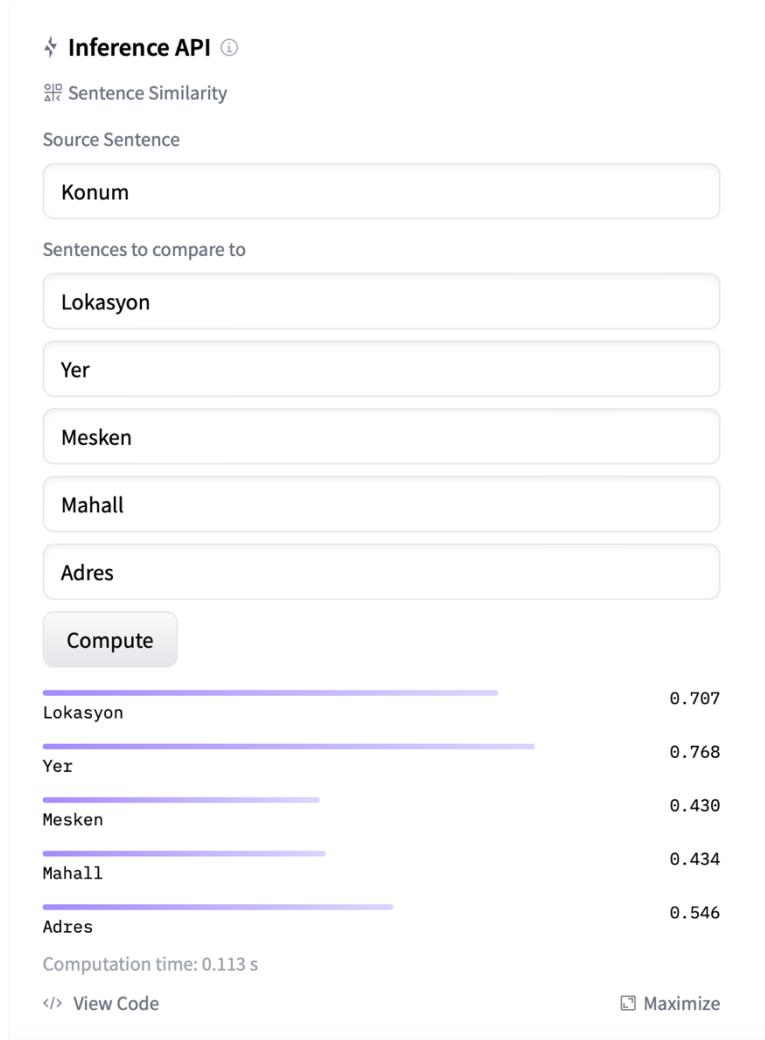 Inference API
Sentence Similarity
Source Sentence
Konum
Sentences to compare to
Lokasyon
Yer
Mesken
Mahall
Adres
Compute
0.707
Lokasyon
0.768
Yer
0.430
Mesken
0.434
Mahall
0.546
Adres
Computation time: 0.113 s
</> View Code Maximize